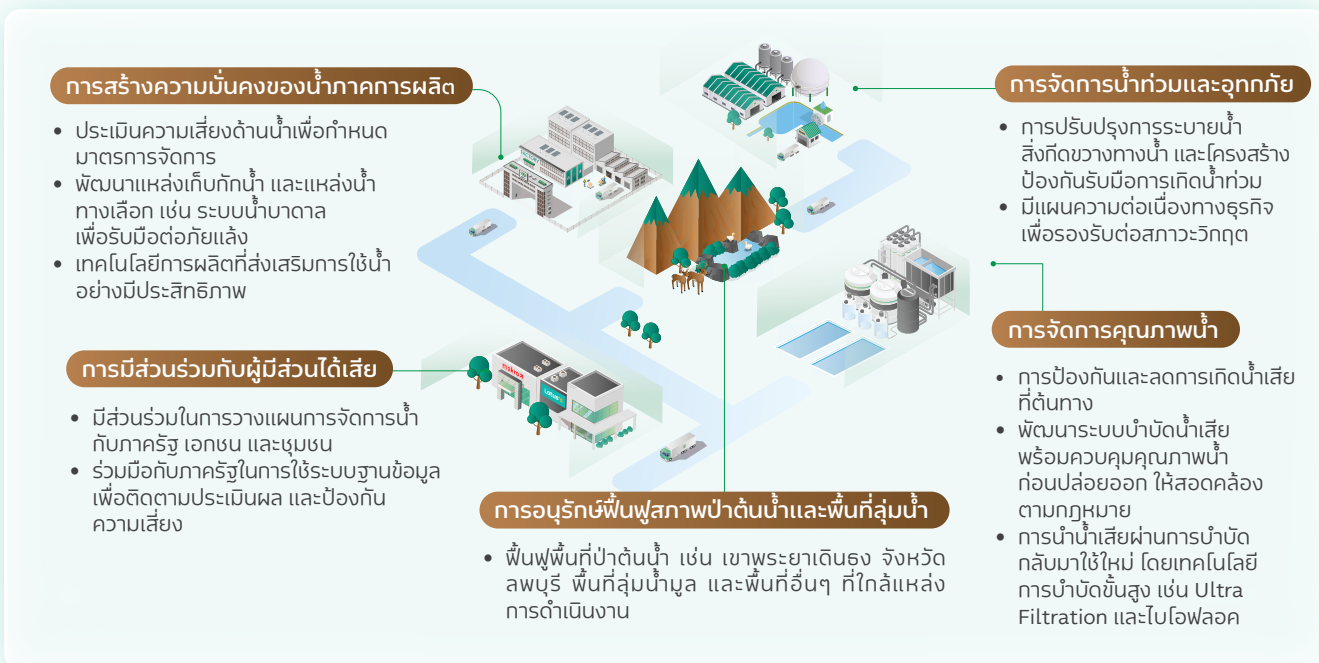 การสร้างความมั่นคงของน้ำภาคการผลิต
• ประเมินความเสี่ยงด้านน้ำเพื่อกำหนด
มาตรการจัดการ
• พัฒนาแหล่งเก็บกักน้ำ และแหล่งน้ำ
ทางเลือก เช่น ระบบน้ำบาดาล
เพื่อรับมือต่อภัยแล้ง
• เทคโนโลยีการผลิตที่ส่งเสริมการใช้น้ำ
อย่างมีประสิทธิภาพ
การมีส่วนร่วมกับผู้มีส่วนได้เสีย
• มีส่วนร่วมในการวางแผนการจัดการน้ำ
กับภาครัฐ เอกชน และชุมชน
• ร่วมมือกับภาครัฐในการใช้ระบบฐานข้อมูล
เพื่อติดตามประเมินผล และป้องกัน
ความเสี่ยง
FACTORY
makro
Lotus's
การอนุรักษ์ฟื้นฟูสภาพป่าต้นน้ำและพื้นที่ลุ่มน้ำ
• ฟื้นฟูพื้นที่ป่าต้นน้ำ เช่น เขาพระยาเดินธง จังหวัด
ลพบุรี พื้นที่ลุ่มน้ำมูล และพื้นที่อื่นๆ ที่ใกล้แหล่ง
การดำเนินงาน
การจัดการน้ำท่วมและอุทกภัย
• การปรับปรุงการระบายน้ำ
สิ่งกีดขวางทางน้ำ และโครงสร้าง
ป้องกันรับมือการเกิดน้ำท่วม
• มีแผนความต่อเนื่องทางธุรกิจ
เพื่อรองรับต่อสภาวะวิกฤต
การจัดการคุณภาพน้ำ
• การป้องกันและลดการเกิดน้ำเสีย
ที่ต้นทาง
• พัฒนาระบบบำบัดน้ำเสีย
พร้อมควบคุมคุณภาพน้ำ
ก่อนปล่อยออก ให้สอดคล้อง
ตามกฎหมาย
• การนำน้ำเสียผ่านการบำบัด
กลับมาใช้ใหม่ โดยเทคโนโลยี
การบำบัดขั้นสูง เช่น Ultra
Filtration และไบโอฟลอค